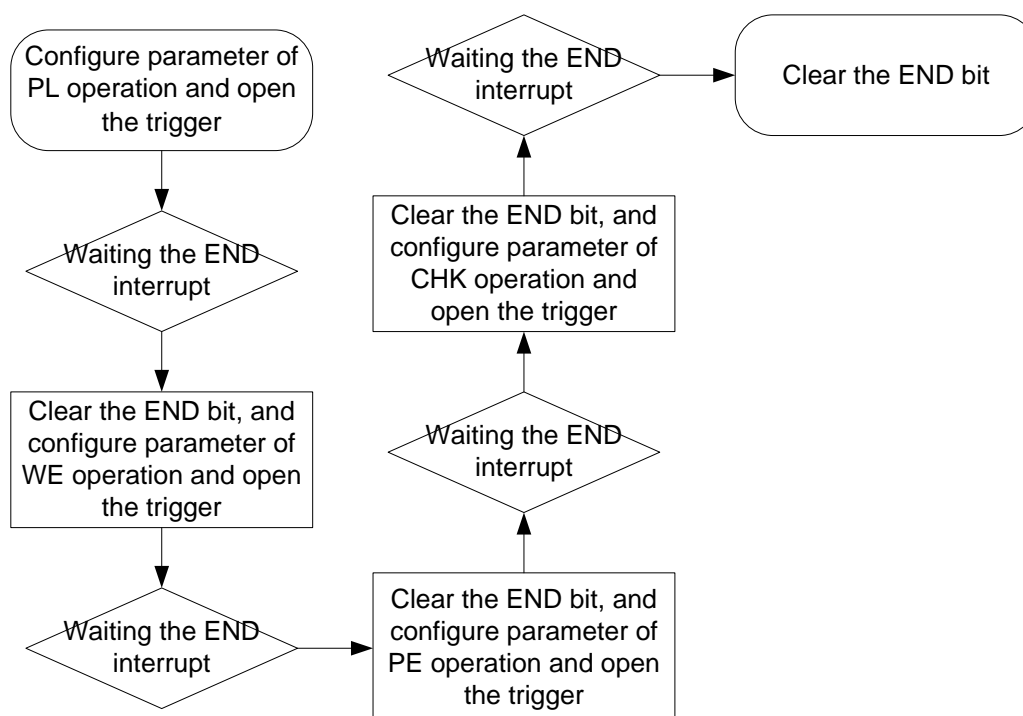 Configure parameter of
PL operation and open
the trigger
Waiting the END
interrupt
Clear the END bit, and
configure parameter of
WE operation and open
the trigger
Waiting the END
interrupt
Clear the END bit, and
configure parameter of
PE operation and open
the trigger
Waiting the END
interrupt
Clear the END bit, and
configure parameter of
CHK operation and
open the trigger
Waiting the END
interrupt
Clear the END bit